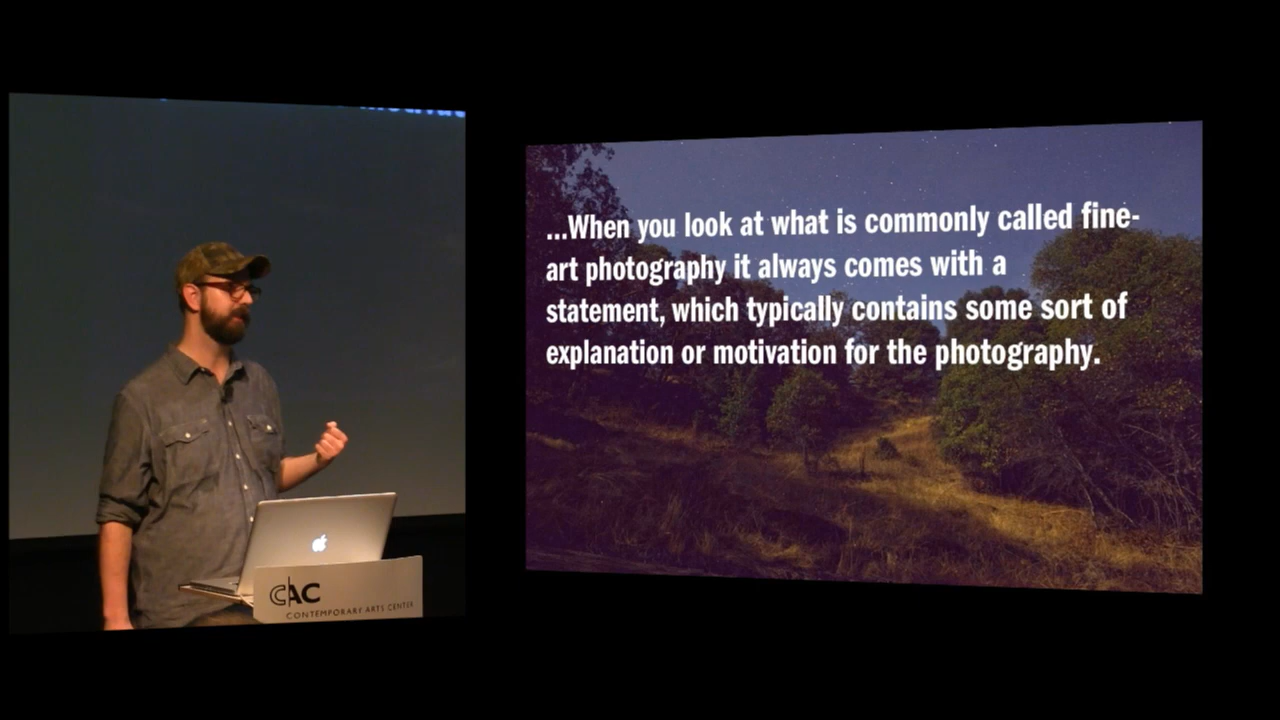 CAC
CONTEMPORARY ARTS CENTER
...When you look at what is commonly called fine-
art photography it always comes with a
statement, which typically contains some sort of
explanation or motivation for the photography.